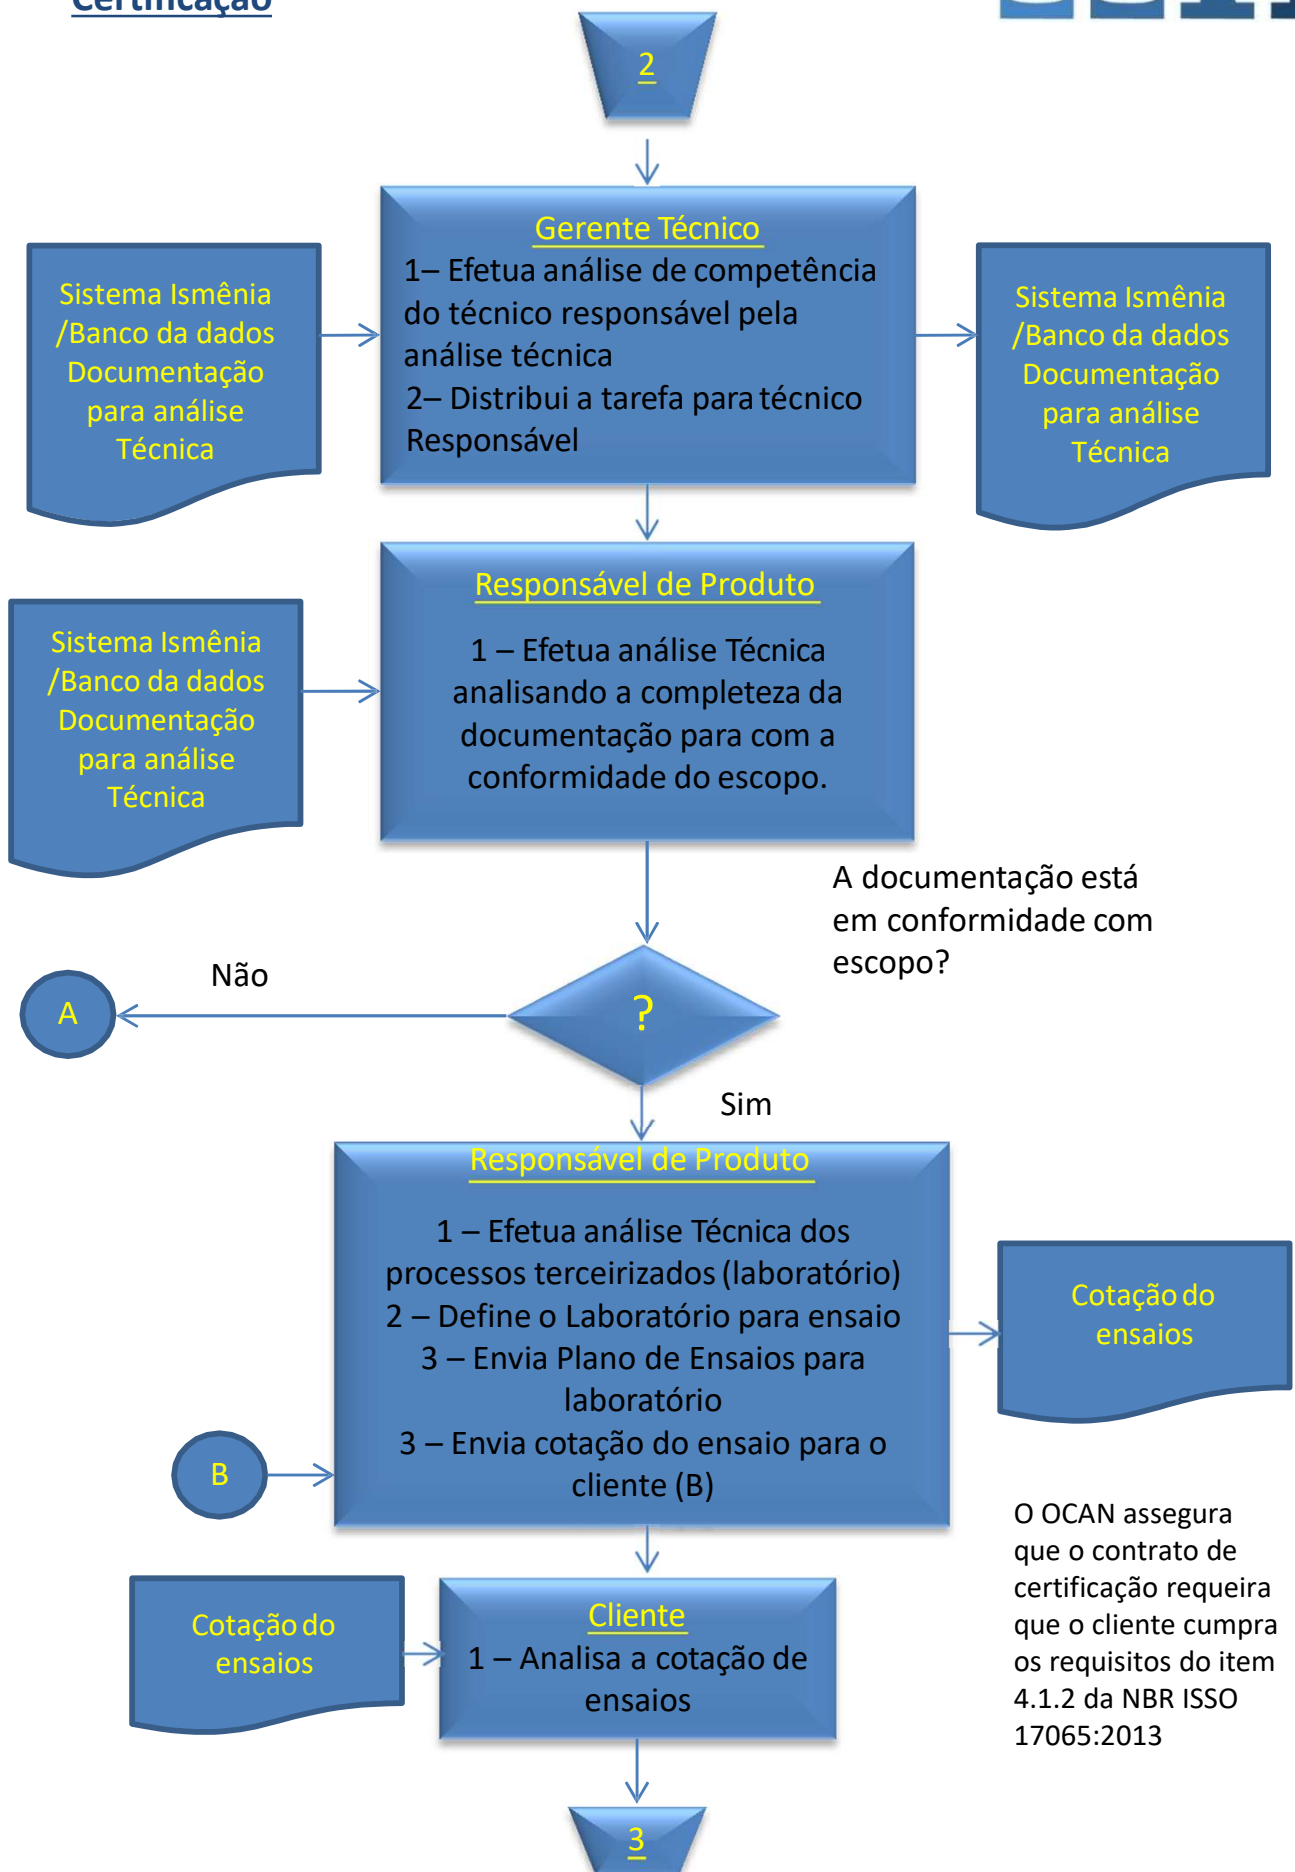 Certificação
2
Gerente Técnico
1– Efetua análise de competência
do técnico responsável pela
análise técnica
2– Distribui a tarefa para técnico
Responsável
Sistema Ismênia
/Banco da dados
Documentação
para análise
Técnica
Sistema Ismênia
/Banco da dados
Documentação
para análise
Técnica
Responsável de Produto
1 – Efetua análise Técnica
analisando a completeza da
documentação para com a
conformidade do escopo.
Sistema Ismênia
/Banco da dados
Documentação
para análise
Técnica
A documentação está
em conformidade com
escopo?
Não
A
?
Sim
Responsável de Produto
1 – Efetua análise Técnica dos
processos terceirizados (laboratório)
2 – Define o Laboratório para ensaio
3 – Envia Plano de Ensaios para
laboratório
3 – Envia cotação do ensaio para o
cliente (B)
Cotação do
ensaios
B
O OCAN assegura
que o contrato de
certificação requeira
que o cliente cumpra
os requisitos do item
4.1.2 da NBR ISSO
17065:2013
Cotação do
ensaios
Cliente
1 – Analisa a cotação de
ensaios
3